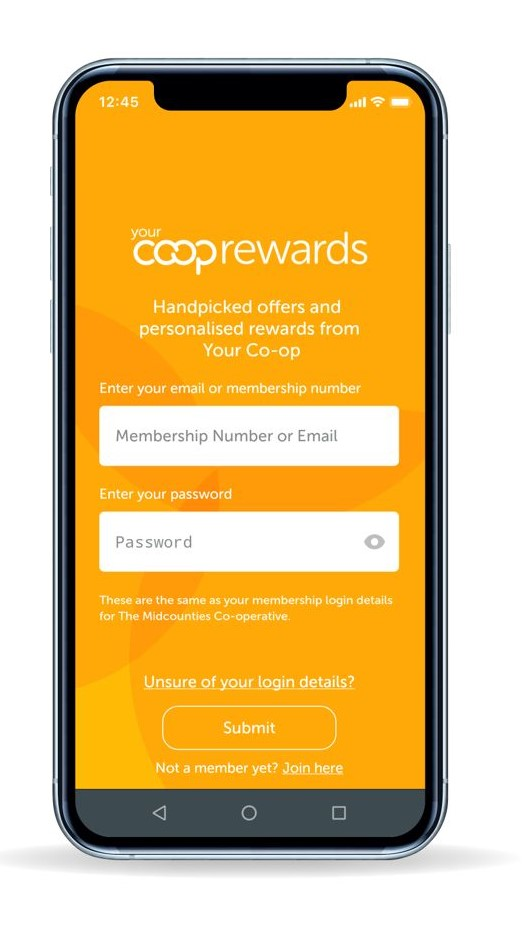 12:45
your
coop rewards
Handpicked offers and
personalised rewards from
Your Co-op
Enter your email or membership number
Membership Number or Email
Enter your password
Password
These are the same as your membership login details
for The Midcounties Co-operative.
Unsure of your login details?
Submit
Not a member yet? Join here